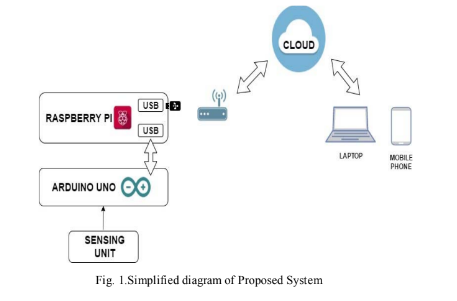 CLOUD
USB
RASPBERRY PI
USB
LAPTOP
MOBILE
PHONE
ARDUINO UNO
SENSING
UNIT
Fig. 1.Simplified diagram of Proposed System